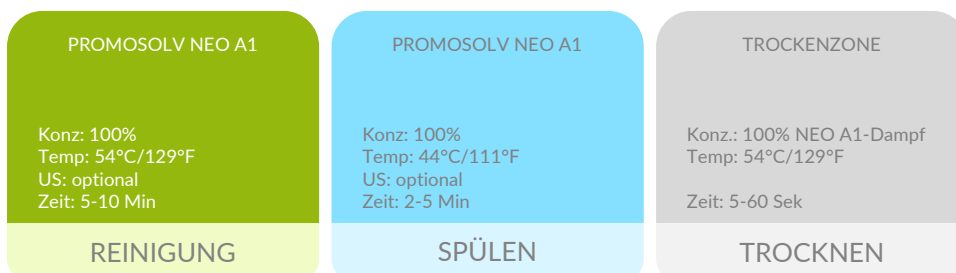 PROMOSOLV NEO A1
Konz: 100%
Temp: 54°C/129°F
US: optional
Zeit: 5-10 Min
REINIGUNG
PROMOSOLV NEO A1
Konz: 100%
Temp: 44°C/111°F
US: optional
Zeit: 2-5 Min
SPÜLEN
TROCKENZONE
Konz.: 100% NEO A1-Dampf
Temp: 54°C/129°F
Zeit: 5-60 Sek
TROCKNEN